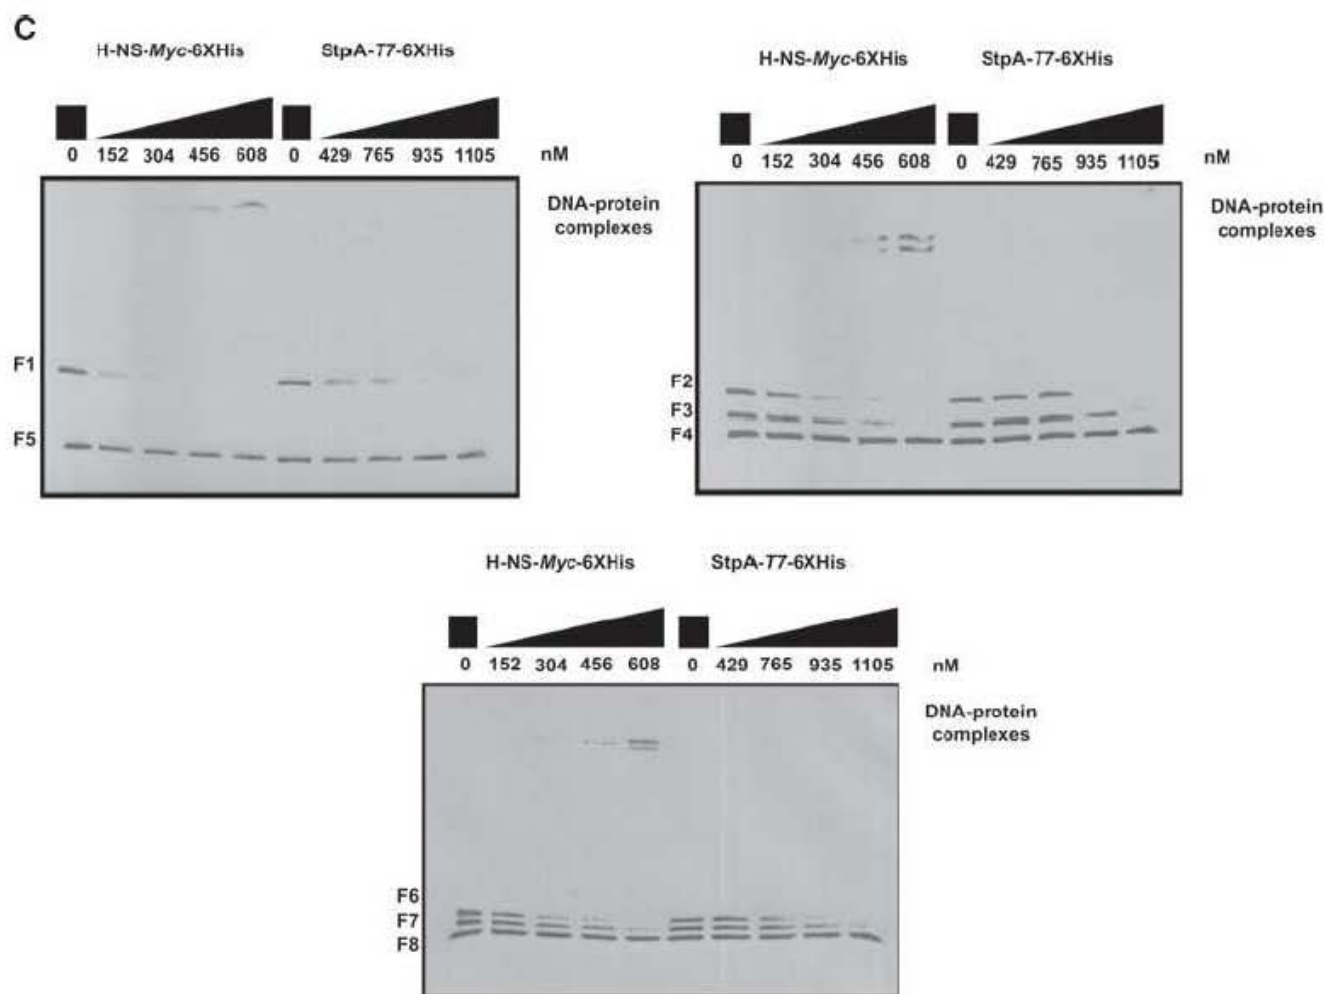 C
H-NS-Myc-6XHis StpA-T7-6XHis
0 152 304 456 608 0 429 765 935 1105 nM
DNA-protein
complexes
F1
F5
H-NS-Myc-6XHis StpA-T7-6XHis
0 152 304 456 608 0 429 765 935 1105 nM
DNA-protein
complexes
F2
F3
F4
H-NS-Myc-6XHis StpA-T7-6XHis
0 152 304 456 608 0 429 765 935 1105 nM
DNA-protein
complexes
F6
F7
F8